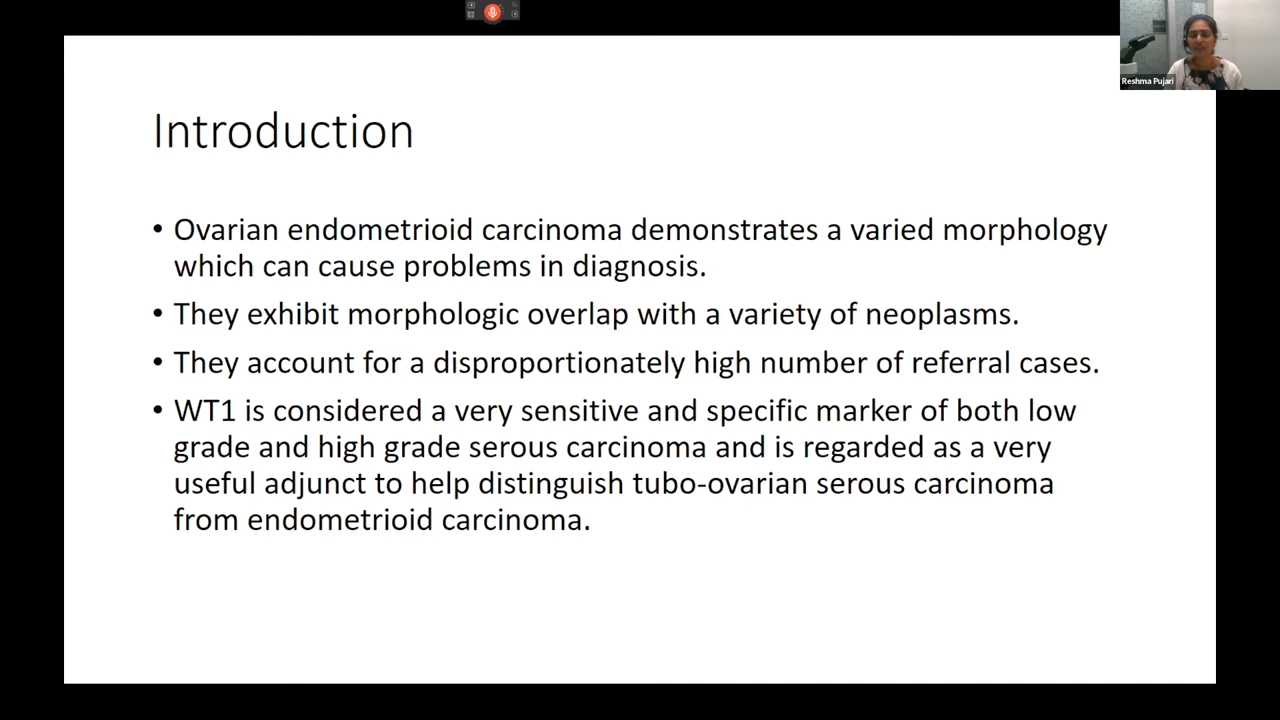 Reshma Pujari
Introduction
• Ovarian endometrioid carcinoma demonstrates a varied morphology
which can cause problems in diagnosis.
• They exhibit morphologic overlap with a variety of neoplasms.
• They account for a disproportionately high number of referral cases.
• WT1 is considered a very sensitive and specific marker of both low
grade and high grade serous carcinoma and is regarded as a very
useful adjunct to help distinguish tubo-ovarian serous carcinoma
from endometrioid carcinoma.